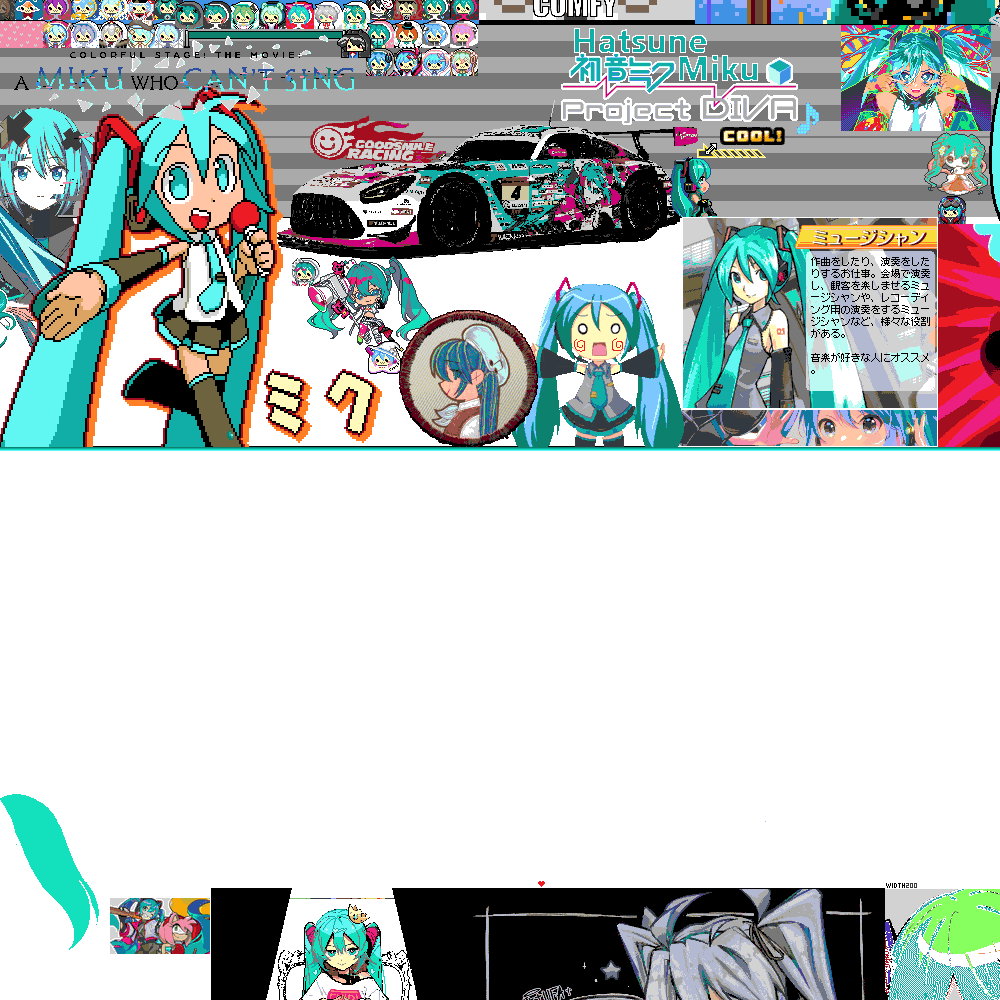 COMFY
COLORFUL STAGE! THE MOVIE:
A MIKU WHO CAN'T SING
Hatsune
初音ミク Miku
Project DIVA
COOL!
GOODSMILE
RACING
4
ミュージシャン
作曲をしたり、演奏をした
りするお仕事。会場で演奏
し、観客を楽しませるミュ
ージシャンや、レコーディ
ング用の演奏をするミュー
ジシャンなど、様々な役割
がある。
音楽が好きな人にオススメ
。
ミク
WIDTH200